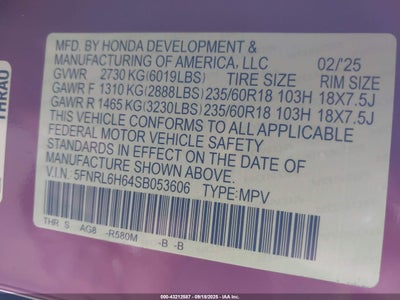 THRAU
MFD. BY HONDA DEVELOPMENT &
MANUFACTURING OF AMERICA, LLC 02/'25
GVWR 2730 KG(6019LBS) TIRE SIZE RIM SIZE
GAWR F 1310 KG(2888LBS) 235/60R18 103H 18X7.5J
GAWR R 1465 KG(3230LBS) 235/60R18 103H 18X7.5J
THIS VEHICLE CONFORMS TO ALL APPLICABLE
FEDERAL MOTOR VEHICLE SAFETY
STANDARDS IN EFFECT ON THE DATE OF
MANUFACTURE SHOWN ABOVE.
V.I.N.: 5FNRL6H64SB053606 TYPE:MPV
THR S AG8 -R580M -B -B
000-43212587 - 09/18/2025 - IAA Inc.